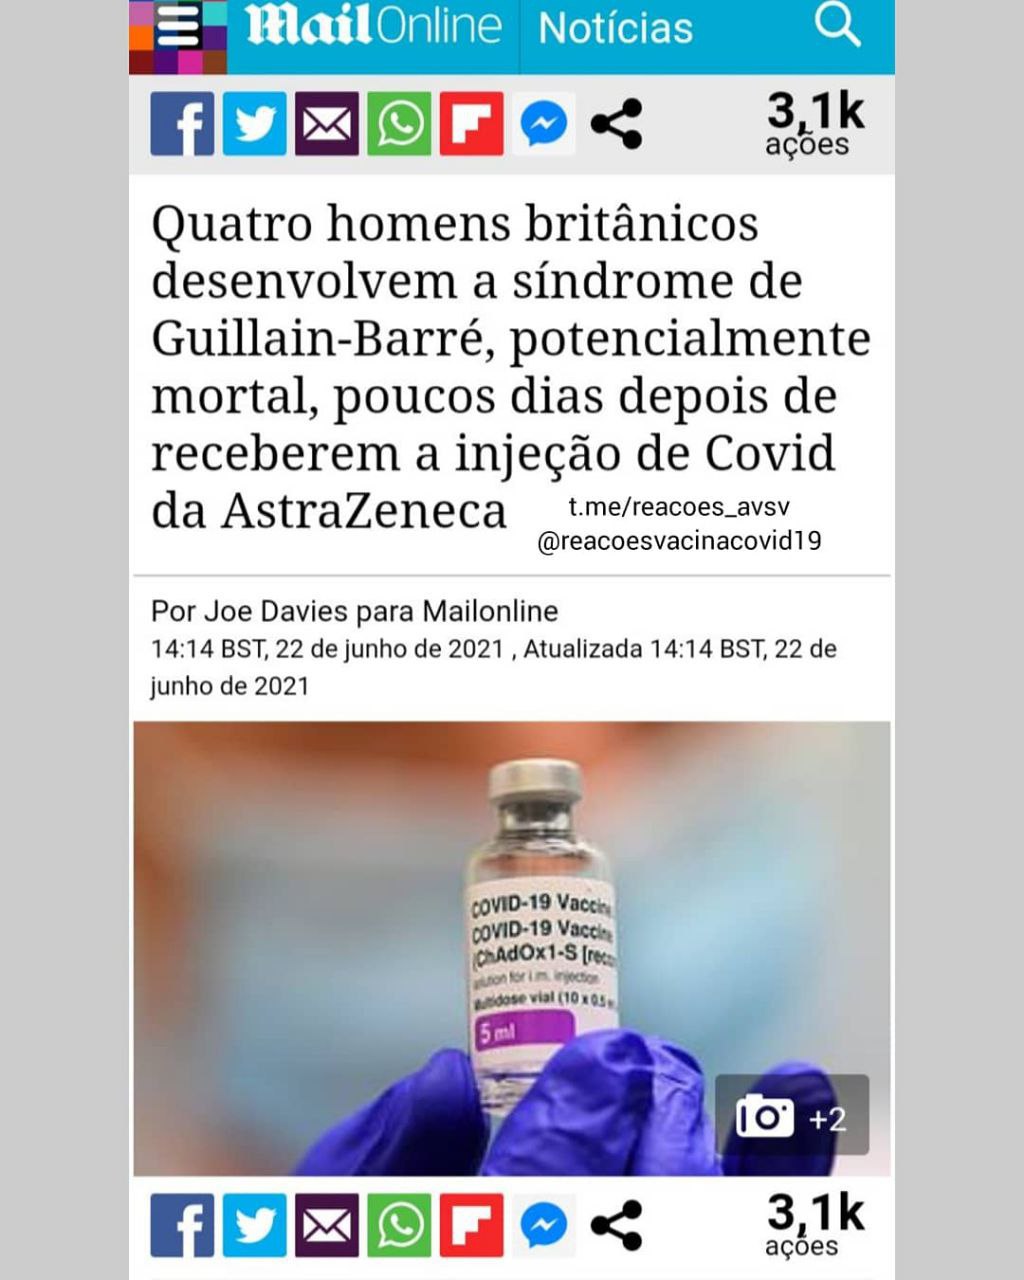 Mail Online Notícias
3,1k
ações
Quatro homens britânicos
desenvolvem a síndrome de
Guillain-Barré, potencialmente
mortal, poucos dias depois de
receberem a injeção de Covid
da AstraZeneca
t.me/reacoes_avsv
@reacoesvacinacovid19
Por Joe Davies para Mailonline
14:14 BST, 22 de junho de 2021 , Atualizada 14:14 BST, 22 de
junho de 2021
COVID-19 Vaccine
COVID-19 Vaccine
(ChAdOx1-S [reco
solution for i.m. injection
Multidose vial (10 x 0.5
5 ml
+2
3,1k
ações